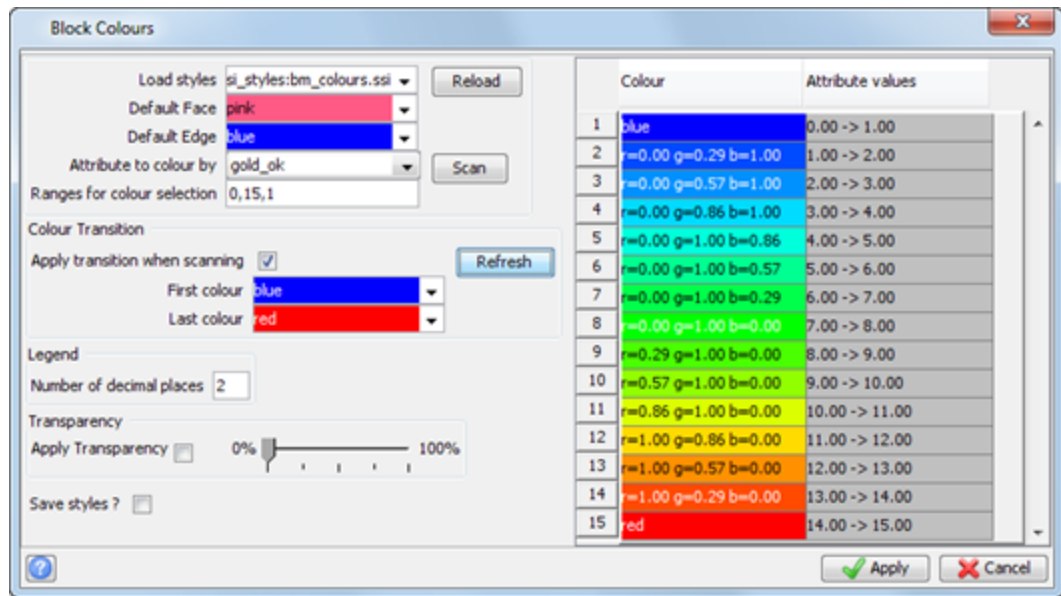 Block Colours
Load styles si_styles:bm_colours.ssi Reload
Default Face pink
Default Edge blue
Attribute to colour by gold_ok Scan
Ranges for colour selection 0,15,1
Colour Transition
Apply transition when scanning Refresh
First colour blue
Last colour red
Legend
Number of decimal places 2
Transparency
Apply Transparency 0% 100%
Save styles ?
Colour Attribute values
1 blue 0.00 -> 1.00
2 r=0.00 g=0.29 b=1.00 1.00 -> 2.00
3 r=0.00 g=0.57 b=1.00 2.00 -> 3.00
4 r=0.00 g=0.86 b=1.00 3.00 -> 4.00
5 r=0.00 g=1.00 b=0.86 4.00 -> 5.00
6 r=0.00 g=1.00 b=0.57 5.00 -> 6.00
7 r=0.00 g=1.00 b=0.29 6.00 -> 7.00
8 r=0.00 g=1.00 b=0.00 7.00 -> 8.00
9 r=0.29 g=1.00 b=0.00 8.00 -> 9.00
10 r=0.57 g=1.00 b=0.00 9.00 -> 10.00
11 r=0.86 g=1.00 b=0.00 10.00 -> 11.00
12 r=1.00 g=0.86 b=0.00 11.00 -> 12.00
13 r=1.00 g=0.57 b=0.00 12.00 -> 13.00
14 r=1.00 g=0.29 b=0.00 13.00 -> 14.00
15 red 14.00 -> 15.00
? Apply Cancel